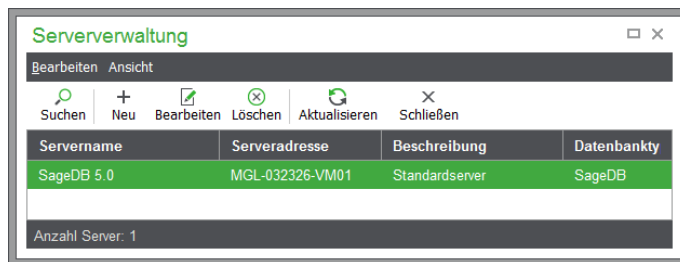 Serververwaltung
Bearbeiten Ansicht
Suchen Neu Bearbeiten Löschen Aktualisieren Schließen
Servername Serveradresse Beschreibung Datenbankty
SageDB 5.0 MGL-032326-VM01 Standardserver SageDB
Anzahl Server: 1